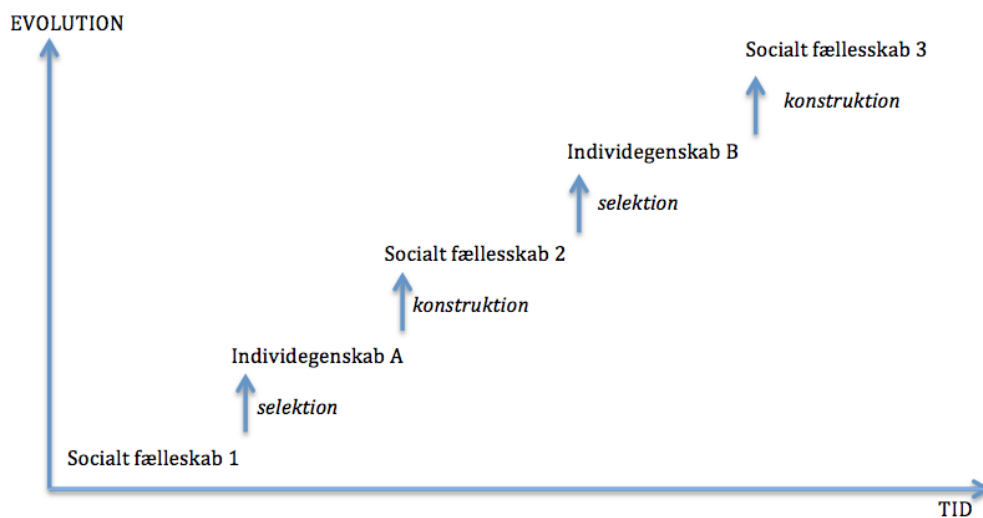 EVOLUTION
Socialt fællesskab 3
konstruktion
Individegenskab B
selektion
Socialt fællesskab 2
konstruktion
Individegenskab A
selektion
Socialt fælleskab 1
TID